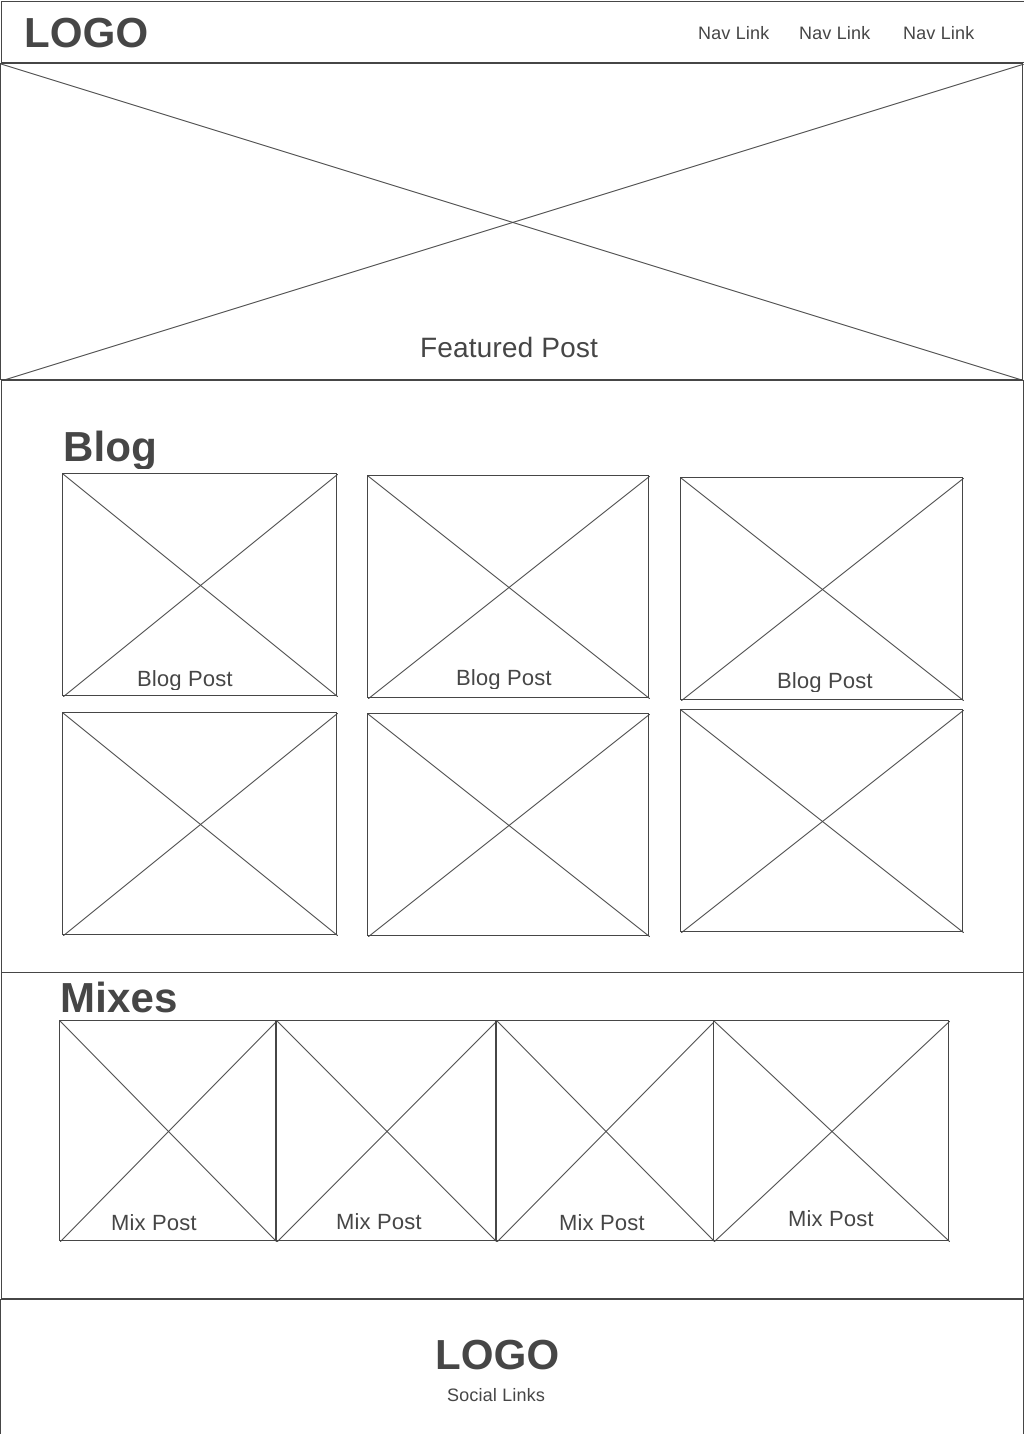 LOGO
Nav Link Nav Link Nav Link
Featured Post
Blog
Blog Post Blog Post Blog Post
Mixes
Mix Post Mix Post Mix Post Mix Post
LOGO
Social Links